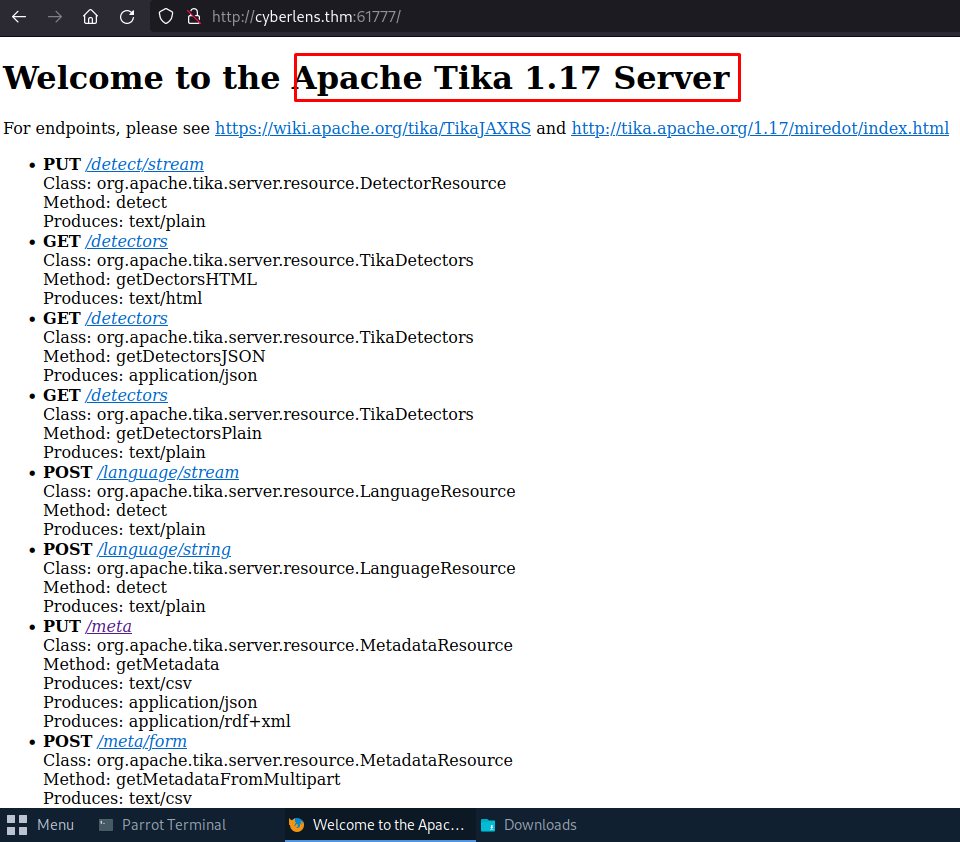 http://cyberlens.thm:61777/
Welcome to the Apache Tika 1.17 Server
For endpoints, please see https://wiki.apache.org/tika/TikaJAXRS and http://tika.apache.org/1.17/miredot/index.html
• PUT /detect/stream
Class: org.apache.tika.server.resource.DetectorResource
Method: detect
Produces: text/plain
• GET /detectors
Class: org.apache.tika.server.resource.TikaDetectors
Method: getDectorsHTML
Produces: text/html
• GET /detectors
Class: org.apache.tika.server.resource.TikaDetectors
Method: getDetectorsJSON
Produces: application/json
• GET /detectors
Class: org.apache.tika.server.resource.TikaDetectors
Method: getDetectorsPlain
Produces: text/plain
• POST /language/stream
Class: org.apache.tika.server.resource.LanguageResource
Method: detect
Produces: text/plain
• POST /language/string
Class: org.apache.tika.server.resource.LanguageResource
Method: detect
Produces: text/plain
• PUT /meta
Class: org.apache.tika.server.resource.MetadataResource
Method: getMetadata
Produces: text/csv
Produces: application/json
Produces: application/rdf+xml
• POST /meta/form
Class: org.apache.tika.server.resource.MetadataResource
Method: getMetadataFromMultipart
Produces: text/csv
Menu Parrot Terminal Welcome to the Apac... Downloads